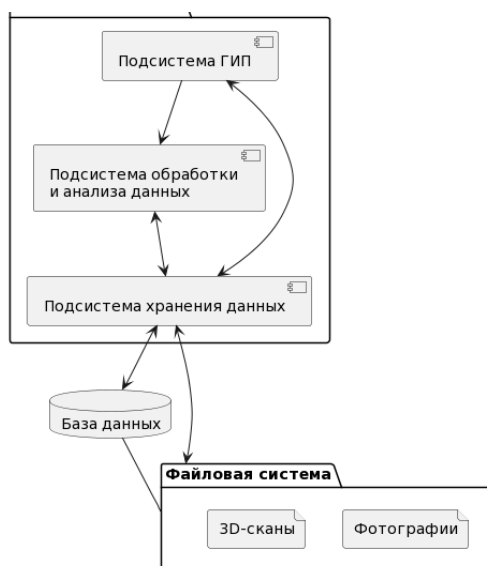 Подсистема ГИП
Подсистема обработки
и анализа данных
Подсистема хранения данных
База данных
Файловая система
3D-сканы
Фотографии